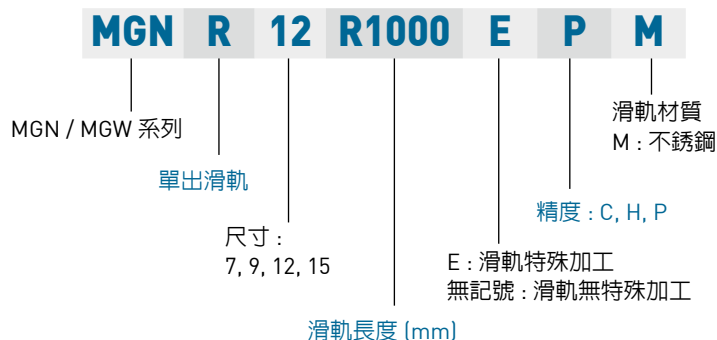 MGN R 12 R1000 E P M
MGN / MGW 系列
單出滑軌
尺寸 :
7, 9, 12, 15
滑軌長度 (mm)
E : 滑軌特殊加工
無記號 : 滑軌無特殊加工
精度 : C, H, P
滑軌材質
M : 不銹鋼